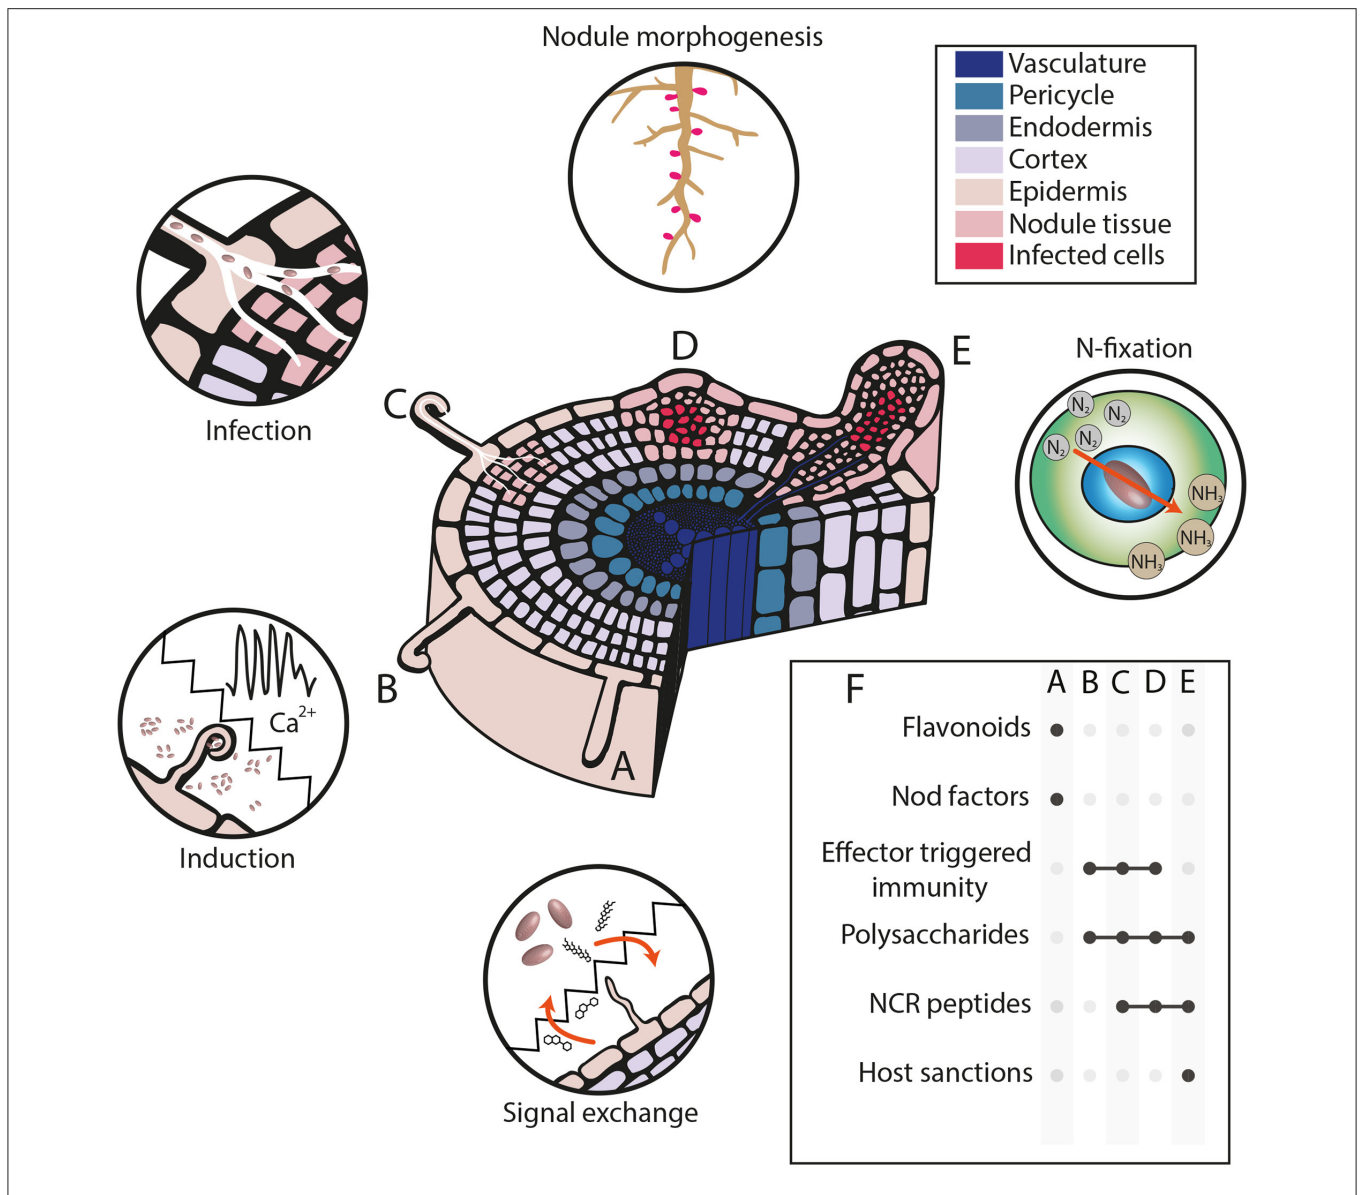 Nodule morphogenesis
Vasculature
Pericycle
Endodermis
Cortex
Epidermis
Nodule tissue
Infected cells
Infection
C
D
E
N-fixation
N₂
N₂
N₂
N₂
NH₃
NH₃
NH₃
B
A
Ca²⁺
Induction
Signal exchange
F
A B C D E
Flavonoids
Nod factors
Effector triggered
immunity
Polysaccharides
NCR peptides
Host sanctions